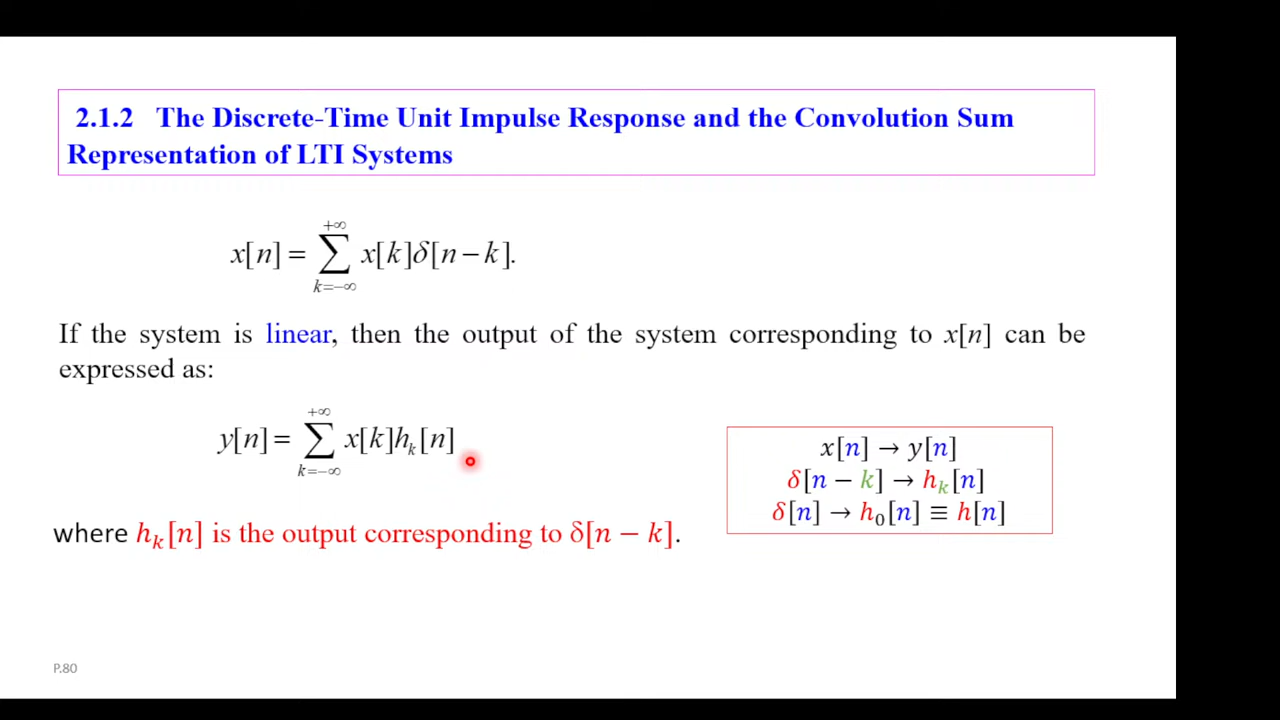 2.1.2 The Discrete-Time Unit Impulse Response and the Convolution Sum
Representation of LTI Systems
x[n] = ∑_{k=−∞}^{+∞} x[k]δ[n − k].
If the system is linear, then the output of the system corresponding to x[n] can be
expressed as:
y[n] = ∑_{k=−∞}^{+∞} x[k]h_k[n]
x[n] → y[n]
δ[n − k] → h_k[n]
δ[n] → h_0[n] ≡ h[n]
where h_k[n] is the output corresponding to δ[n − k].
P.80